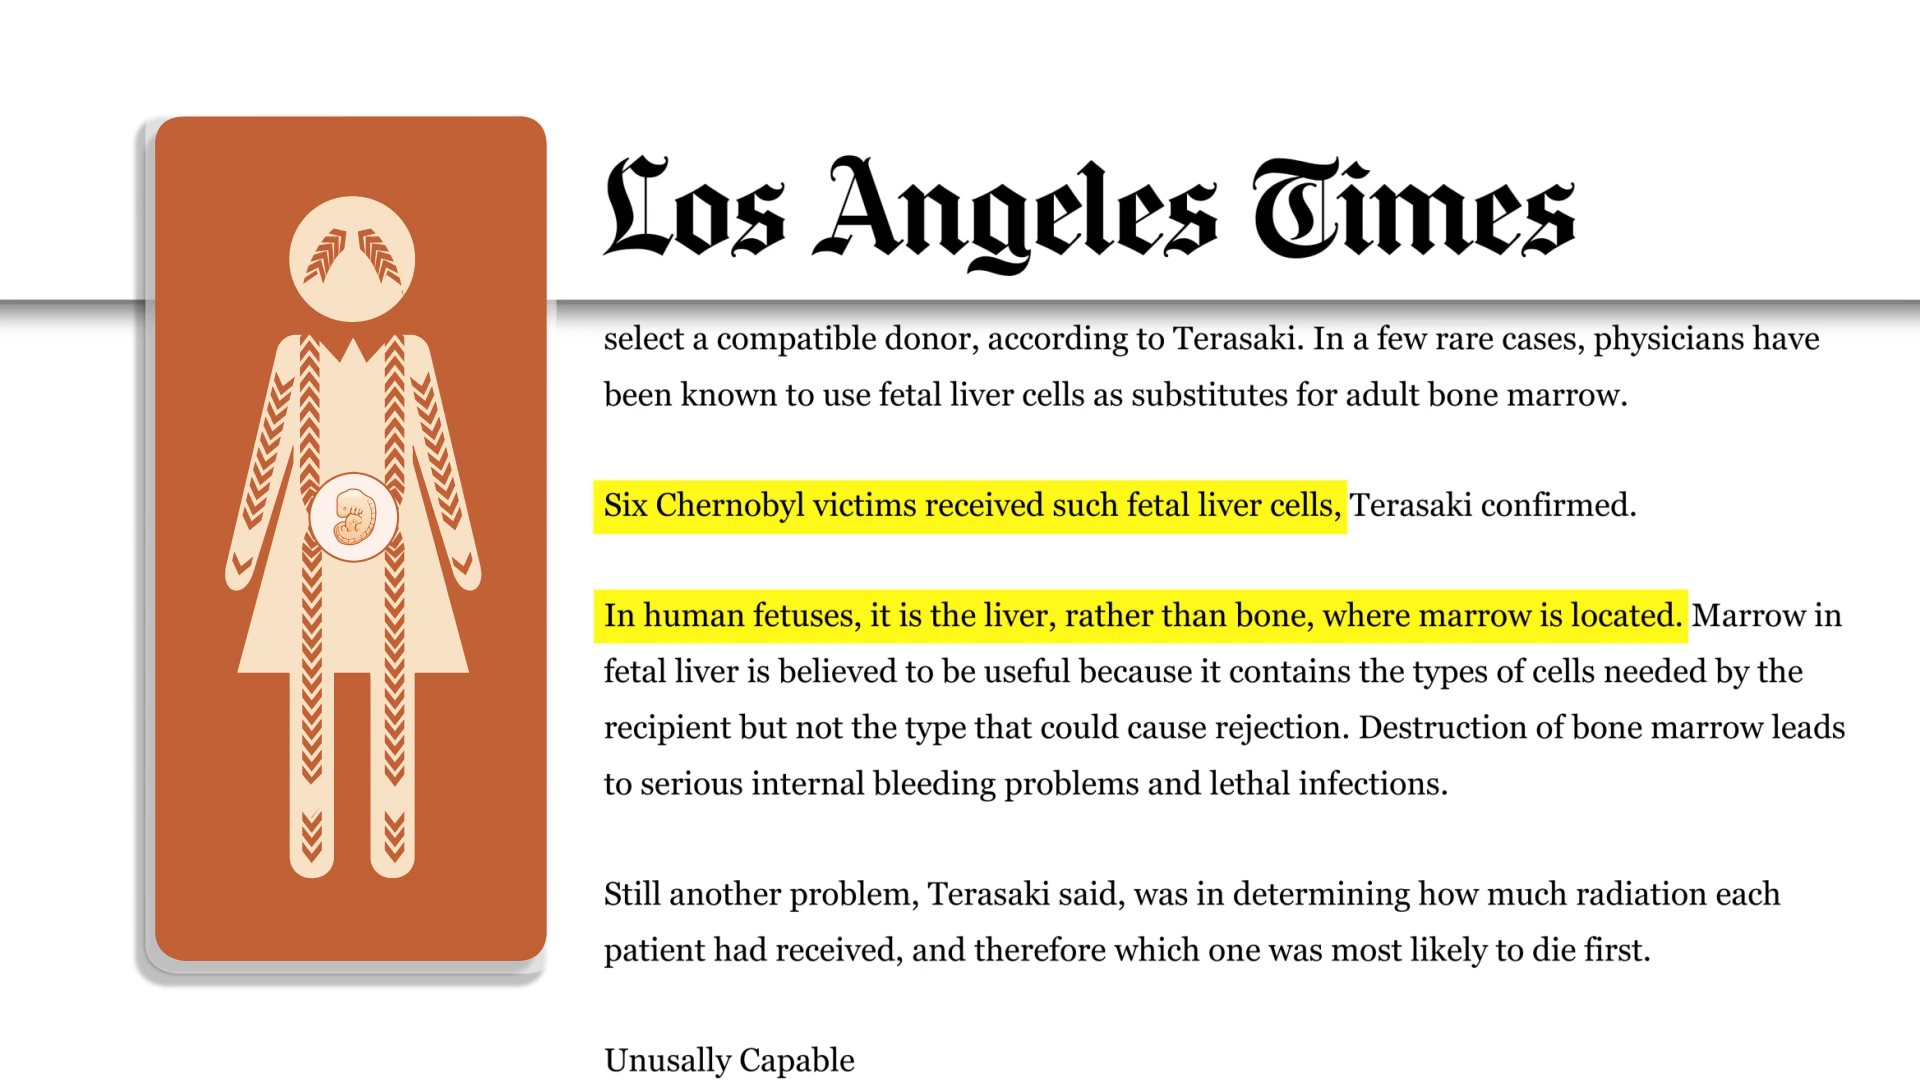 Los Angeles Times
select a compatible donor, according to Terasaki. In a few rare cases, physicians have
been known to use fetal liver cells as substitutes for adult bone marrow.
Six Chernobyl victims received such fetal liver cells, Terasaki confirmed.
In human fetuses, it is the liver, rather than bone, where marrow is located. Marrow in
fetal liver is believed to be useful because it contains the types of cells needed by the
recipient but not the type that could cause rejection. Destruction of bone marrow leads
to serious internal bleeding problems and lethal infections.
Still another problem, Terasaki said, was in determining how much radiation each
patient had received, and therefore which one was most likely to die first.
Unusally Capable